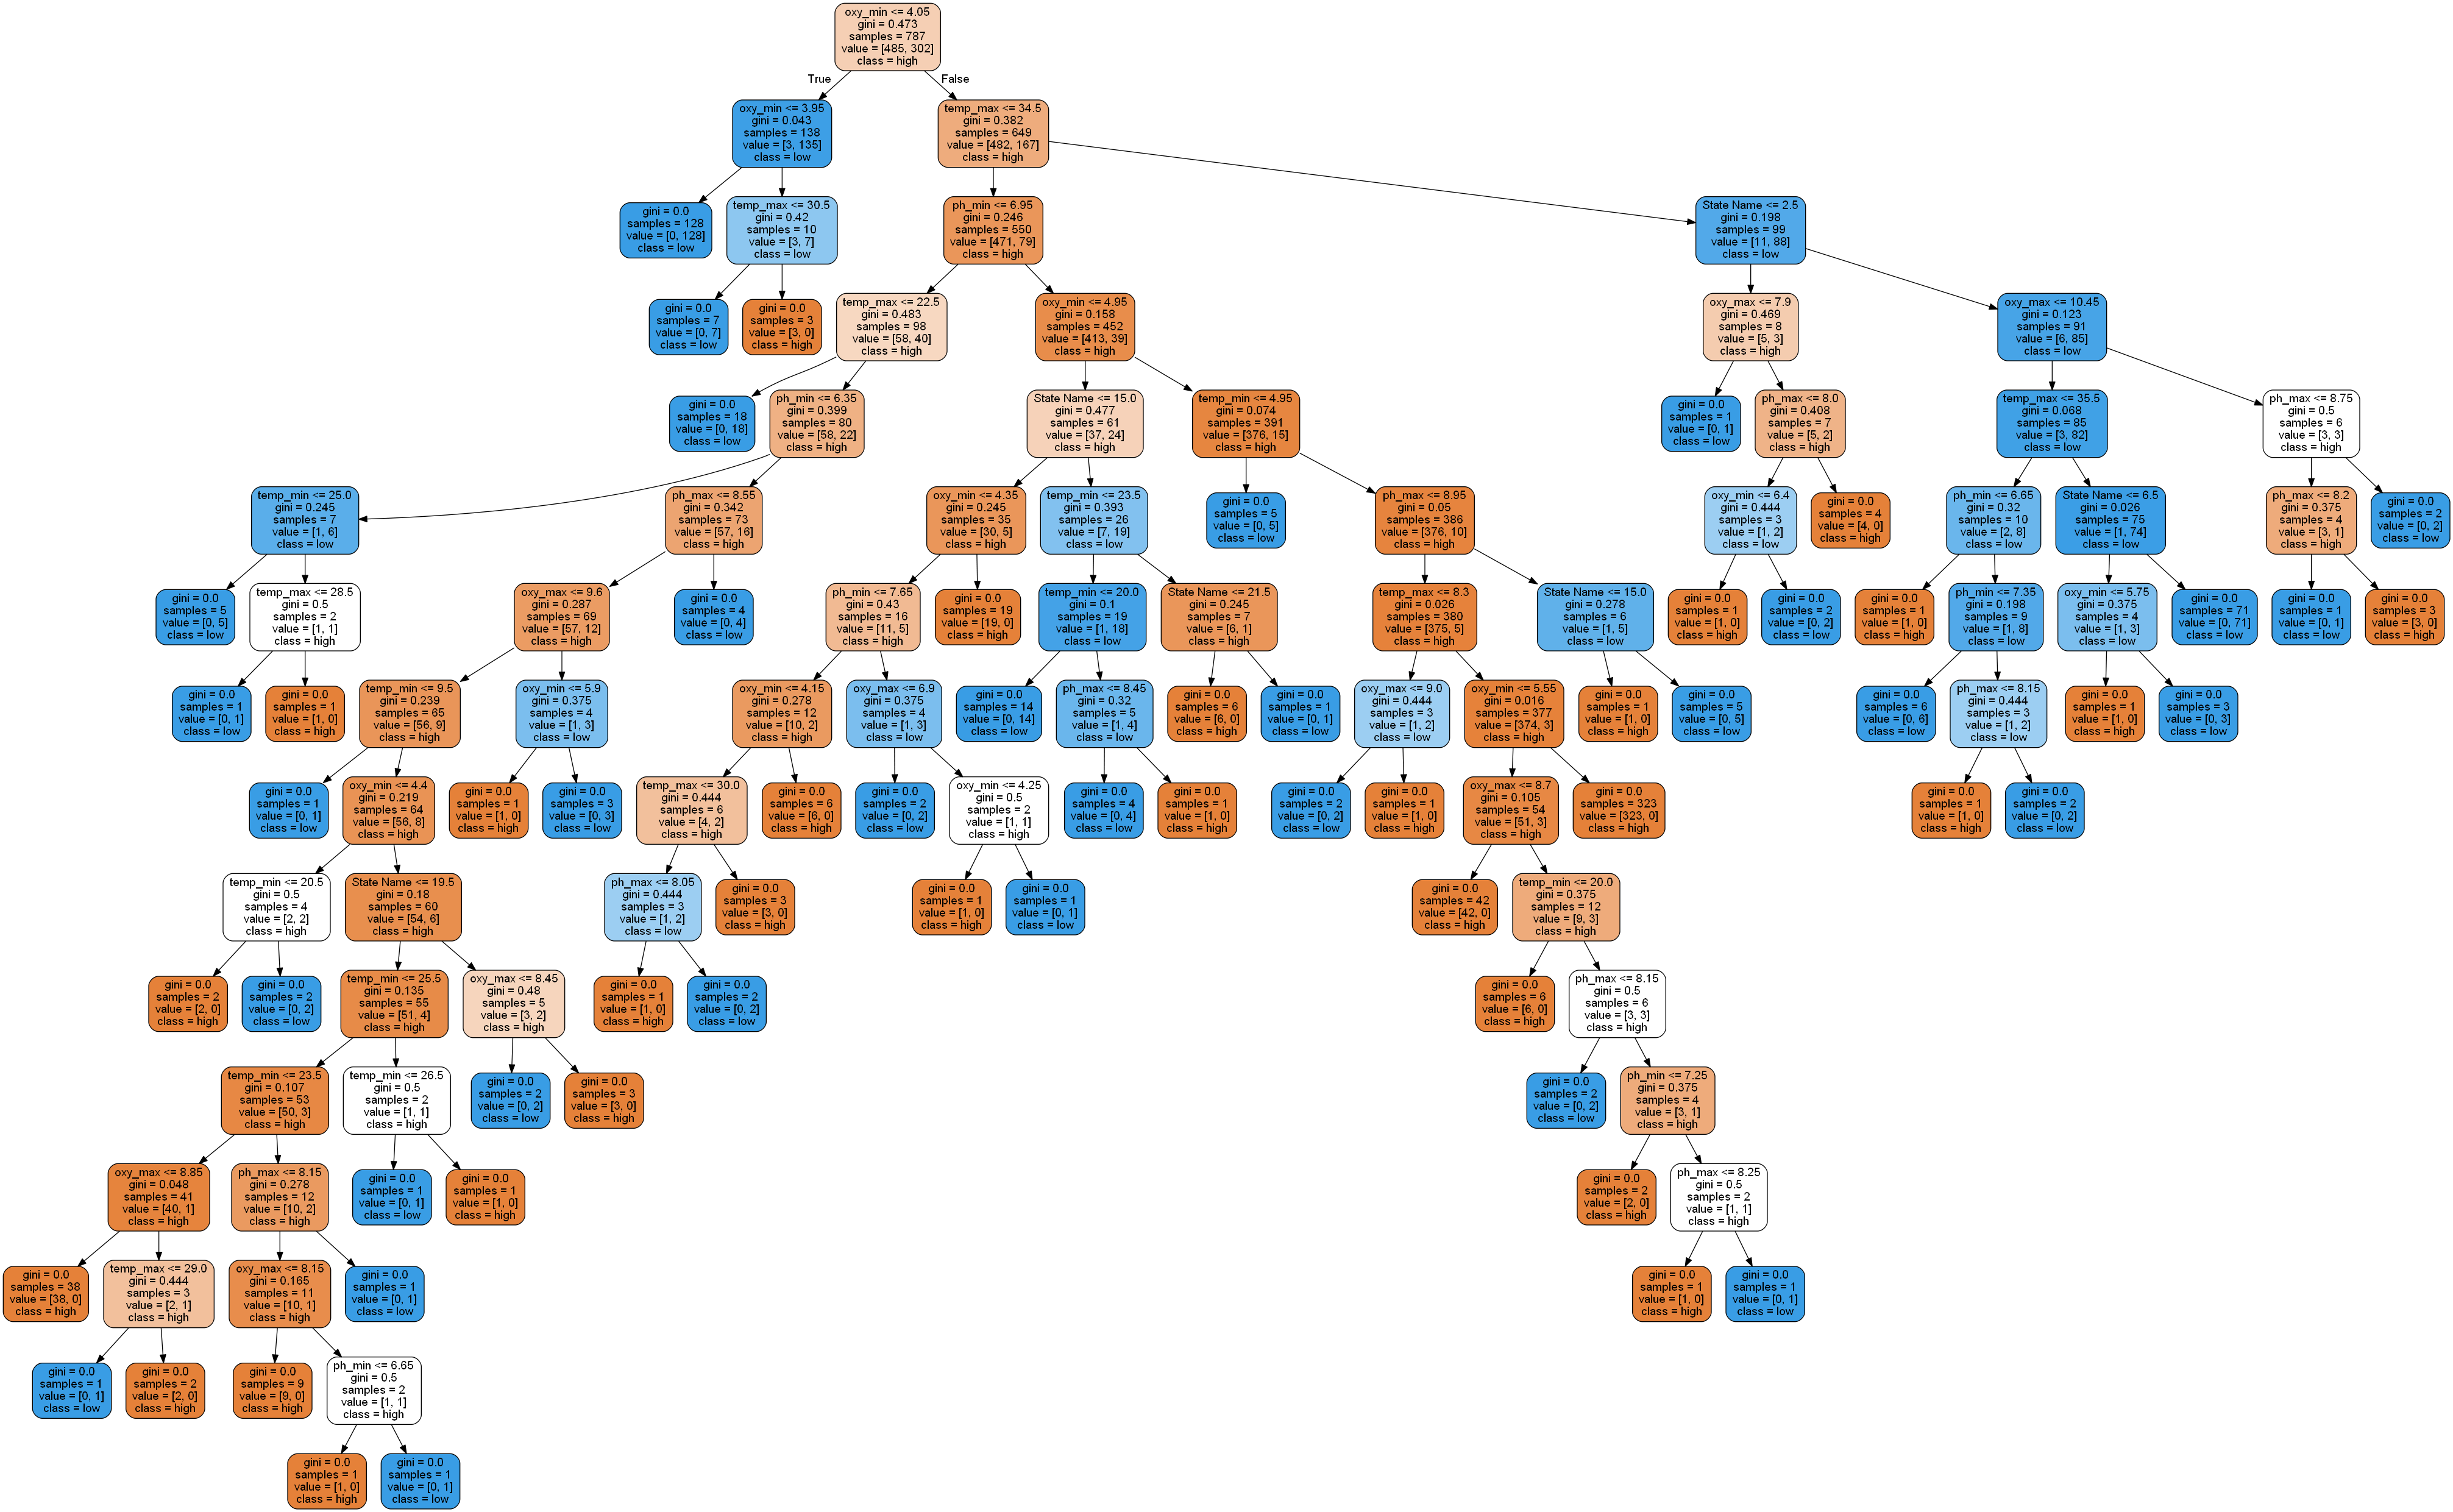 oxy_min <= 4.05
gini = 0.473
samples = 787
value = [485, 302]
class = high
True
False
oxy_min <= 3.95
gini = 0.043
samples = 138
value = [3, 135]
class = low
temp_max <= 34.5
gini = 0.382
samples = 649
value = [482, 167]
class = high
gini = 0.0
samples = 128
value = [0, 128]
class = low
temp_max <= 30.5
gini = 0.42
samples = 10
value = [3, 7]
class = low
ph_min <= 6.95
gini = 0.246
samples = 550
value = [471, 79]
class = high
State Name <= 2.5
gini = 0.198
samples = 99
value = [11, 88]
class = low
gini = 0.0
samples = 7
value = [0, 7]
class = low
gini = 0.0
samples = 3
value = [3, 0]
class = high
temp_max <= 22.5
gini = 0.483
samples = 98
value = [58, 40]
class = high
oxy_min <= 4.95
gini = 0.158
samples = 452
value = [413, 39]
class = high
oxy_max <= 7.9
gini = 0.469
samples = 8
value = [5, 3]
class = high
oxy_max <= 10.45
gini = 0.123
samples = 91
value = [6, 85]
class = low
gini = 0.0
samples = 18
value = [0, 18]
class = low
ph_min <= 6.35
gini = 0.399
samples = 80
value = [58, 22]
class = high
State Name <= 15.0
gini = 0.477
samples = 61
value = [37, 24]
class = high
temp_min <= 4.95
gini = 0.074
samples = 391
value = [376, 15]
class = high
gini = 0.0
samples = 1
value = [0, 1]
class = low
ph_max <= 8.0
gini = 0.408
samples = 7
value = [5, 2]
class = high
temp_max <= 35.5
gini = 0.068
samples = 85
value = [3, 82]
class = low
ph_max <= 8.75
gini = 0.5
samples = 6
value = [3, 3]
class = high
temp_min <= 25.0
gini = 0.245
samples = 7
value = [1, 6]
class = low
ph_max <= 8.55
gini = 0.342
samples = 73
value = [57, 16]
class = high
oxy_min <= 4.35
gini = 0.245
samples = 35
value = [30, 5]
class = high
temp_min <= 23.5
gini = 0.393
samples = 26
value = [7, 19]
class = low
gini = 0.0
samples = 5
value = [0, 5]
class = low
ph_max <= 8.95
gini = 0.05
samples = 386
value = [376, 10]
class = high
oxy_min <= 6.4
gini = 0.444
samples = 3
value = [1, 2]
class = low
gini = 0.0
samples = 4
value = [4, 0]
class = high
ph_min <= 6.65
gini = 0.32
samples = 10
value = [2, 8]
class = low
State Name <= 6.5
gini = 0.026
samples = 75
value = [1, 74]
class = low
ph_max <= 8.2
gini = 0.375
samples = 4
value = [3, 1]
class = high
gini = 0.0
samples = 2
value = [0, 2]
class = low
gini = 0.0
samples = 5
value = [0, 5]
class = low
temp_max <= 28.5
gini = 0.5
samples = 2
value = [1, 1]
class = high
oxy_max <= 9.6
gini = 0.287
samples = 69
value = [57, 12]
class = high
gini = 0.0
samples = 4
value = [0, 4]
class = low
ph_min <= 7.65
gini = 0.43
samples = 16
value = [11, 5]
class = high
gini = 0.0
samples = 19
value = [19, 0]
class = high
temp_min <= 20.0
gini = 0.1
samples = 19
value = [1, 18]
class = low
State Name <= 21.5
gini = 0.245
samples = 7
value = [6, 1]
class = high
temp_max <= 8.3
gini = 0.026
samples = 380
value = [375, 5]
class = high
State Name <= 15.0
gini = 0.278
samples = 6
value = [1, 5]
class = low
gini = 0.0
samples = 1
value = [1, 0]
class = high
gini = 0.0
samples = 2
value = [0, 2]
class = low
gini = 0.0
samples = 1
value = [1, 0]
class = high
ph_min <= 7.35
gini = 0.198
samples = 9
value = [1, 8]
class = low
oxy_min <= 5.75
gini = 0.375
samples = 4
value = [1, 3]
class = low
gini = 0.0
samples = 71
value = [0, 71]
class = low
gini = 0.0
samples = 1
value = [0, 1]
class = low
gini = 0.0
samples = 3
value = [3, 0]
class = high
gini = 0.0
samples = 1
value = [0, 1]
class = low
gini = 0.0
samples = 1
value = [1, 0]
class = high
temp_min <= 9.5
gini = 0.239
samples = 65
value = [56, 9]
class = high
oxy_min <= 5.9
gini = 0.375
samples = 4
value = [1, 3]
class = low
oxy_min <= 4.15
gini = 0.278
samples = 12
value = [10, 2]
class = high
oxy_max <= 6.9
gini = 0.375
samples = 4
value = [1, 3]
class = low
gini = 0.0
samples = 14
value = [0, 14]
class = low
ph_max <= 8.45
gini = 0.32
samples = 5
value = [1, 4]
class = low
gini = 0.0
samples = 6
value = [6, 0]
class = high
gini = 0.0
samples = 1
value = [0, 1]
class = low
oxy_max <= 9.0
gini = 0.444
samples = 3
value = [1, 2]
class = low
oxy_min <= 5.55
gini = 0.016
samples = 377
value = [374, 3]
class = high
gini = 0.0
samples = 1
value = [1, 0]
class = high
gini = 0.0
samples = 5
value = [0, 5]
class = low
gini = 0.0
samples = 6
value = [0, 6]
class = low
ph_max <= 8.15
gini = 0.444
samples = 3
value = [1, 2]
class = low
gini = 0.0
samples = 1
value = [1, 0]
class = high
gini = 0.0
samples = 3
value = [0, 3]
class = low
gini = 0.0
samples = 1
value = [0, 1]
class = low
oxy_min <= 4.4
gini = 0.219
samples = 64
value = [56, 8]
class = high
gini = 0.0
samples = 1
value = [1, 0]
class = high
gini = 0.0
samples = 3
value = [0, 3]
class = low
temp_max <= 30.0
gini = 0.444
samples = 6
value = [4, 2]
class = high
gini = 0.0
samples = 6
value = [6, 0]
class = high
gini = 0.0
samples = 2
value = [0, 2]
class = low
oxy_min <= 4.25
gini = 0.5
samples = 2
value = [1, 1]
class = high
gini = 0.0
samples = 4
value = [0, 4]
class = low
gini = 0.0
samples = 1
value = [1, 0]
class = high
gini = 0.0
samples = 2
value = [0, 2]
class = low
gini = 0.0
samples = 1
value = [1, 0]
class = high
oxy_max <= 8.7
gini = 0.105
samples = 54
value = [51, 3]
class = high
gini = 0.0
samples = 323
value = [323, 0]
class = high
gini = 0.0
samples = 1
value = [1, 0]
class = high
gini = 0.0
samples = 2
value = [0, 2]
class = low
temp_min <= 20.5
gini = 0.5
samples = 4
value = [2, 2]
class = high
State Name <= 19.5
gini = 0.18
samples = 60
value = [54, 6]
class = high
ph_max <= 8.05
gini = 0.444
samples = 3
value = [1, 2]
class = low
gini = 0.0
samples = 3
value = [3, 0]
class = high
gini = 0.0
samples = 1
value = [1, 0]
class = high
gini = 0.0
samples = 1
value = [0, 1]
class = low
gini = 0.0
samples = 42
value = [42, 0]
class = high
temp_min <= 20.0
gini = 0.375
samples = 12
value = [9, 3]
class = high
gini = 0.0
samples = 2
value = [2, 0]
class = high
gini = 0.0
samples = 2
value = [0, 2]
class = low
temp_min <= 25.5
gini = 0.135
samples = 55
value = [51, 4]
class = high
oxy_max <= 8.45
gini = 0.48
samples = 5
value = [3, 2]
class = high
gini = 0.0
samples = 1
value = [1, 0]
class = high
gini = 0.0
samples = 2
value = [0, 2]
class = low
gini = 0.0
samples = 6
value = [6, 0]
class = high
ph_max <= 8.15
gini = 0.5
samples = 6
value = [3, 3]
class = high
temp_min <= 23.5
gini = 0.107
samples = 53
value = [50, 3]
class = high
temp_min <= 26.5
gini = 0.5
samples = 2
value = [1, 1]
class = high
gini = 0.0
samples = 2
value = [0, 2]
class = low
gini = 0.0
samples = 3
value = [3, 0]
class = high
gini = 0.0
samples = 2
value = [0, 2]
class = low
ph_min <= 7.25
gini = 0.375
samples = 4
value = [3, 1]
class = high
oxy_max <= 8.85
gini = 0.048
samples = 41
value = [40, 1]
class = high
ph_max <= 8.15
gini = 0.278
samples = 12
value = [10, 2]
class = high
gini = 0.0
samples = 1
value = [0, 1]
class = low
gini = 0.0
samples = 1
value = [1, 0]
class = high
gini = 0.0
samples = 2
value = [2, 0]
class = high
ph_max <= 8.25
gini = 0.5
samples = 2
value = [1, 1]
class = high
gini = 0.0
samples = 38
value = [38, 0]
class = high
temp_max <= 29.0
gini = 0.444
samples = 3
value = [2, 1]
class = high
oxy_max <= 8.15
gini = 0.165
samples = 11
value = [10, 1]
class = high
gini = 0.0
samples = 1
value = [0, 1]
class = low
gini = 0.0
samples = 1
value = [1, 0]
class = high
gini = 0.0
samples = 1
value = [0, 1]
class = low
gini = 0.0
samples = 1
value = [0, 1]
class = low
gini = 0.0
samples = 2
value = [2, 0]
class = high
gini = 0.0
samples = 9
value = [9, 0]
class = high
ph_min <= 6.65
gini = 0.5
samples = 2
value = [1, 1]
class = high
gini = 0.0
samples = 1
value = [1, 0]
class = high
gini = 0.0
samples = 1
value = [0, 1]
class = low